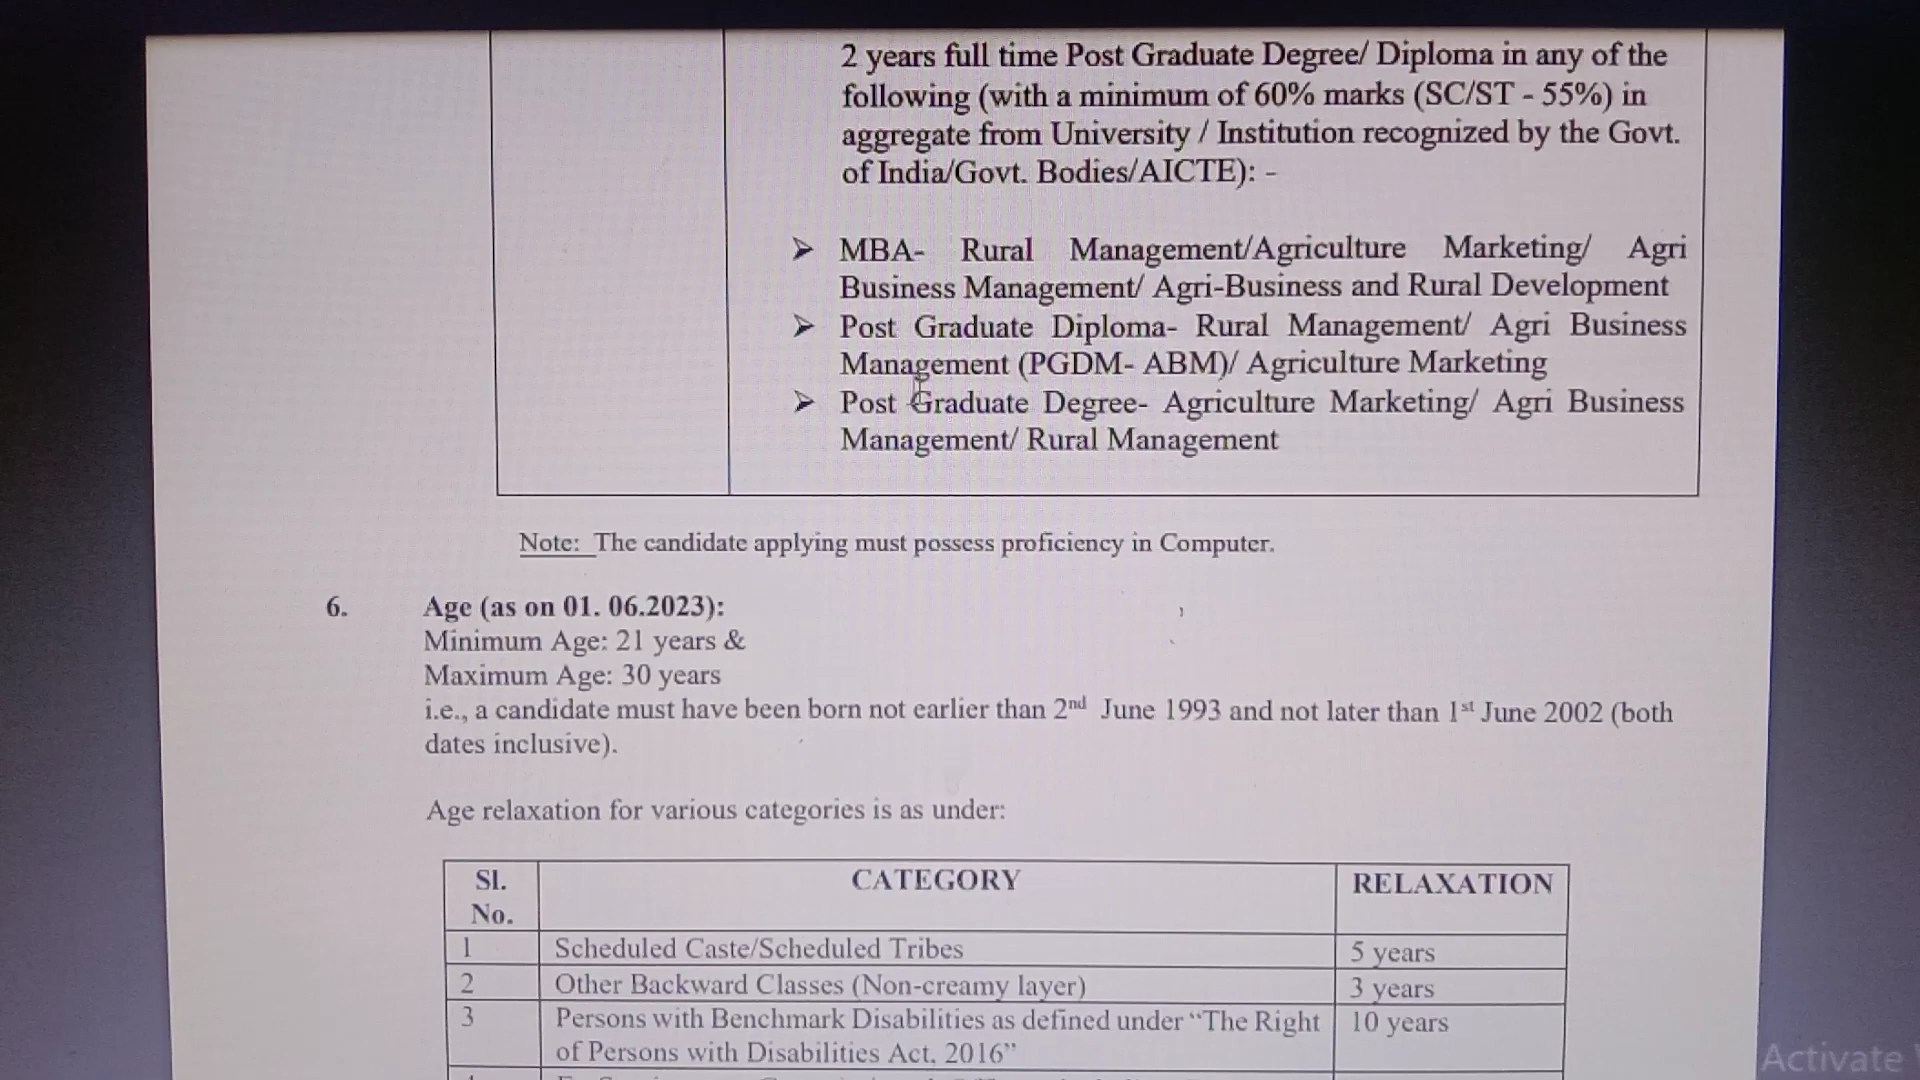 2 years full time Post Graduate Degree/ Diploma in any of the
following (with a minimum of 60% marks (SC/ST - 55%) in
aggregate from University / Institution recognized by the Govt.
of India/Govt. Bodies/AICTE): -
➢ MBA- Rural Management/Agriculture Marketing/ Agri
Business Management/ Agri-Business and Rural Development
➢ Post Graduate Diploma- Rural Management/ Agri Business
Management (PGDM- ABM)/ Agriculture Marketing
➢ Post Graduate Degree- Agriculture Marketing/ Agri Business
Management/ Rural Management
Note: The candidate applying must possess proficiency in Computer.
6. Age (as on 01. 06.2023):
Minimum Age: 21 years &
Maximum Age: 30 years
i.e., a candidate must have been born not earlier than 2nd June 1993 and not later than 1st June 2002 (both
dates inclusive).
Age relaxation for various categories is as under:
Sl. CATEGORY RELAXATION
No.
1 Scheduled Caste/Scheduled Tribes 5 years
2 Other Backward Classes (Non-creamy layer) 3 years
3 Persons with Benchmark Disabilities as defined under “The Right 10 years
of Persons with Disabilities Act, 2016”
Activate